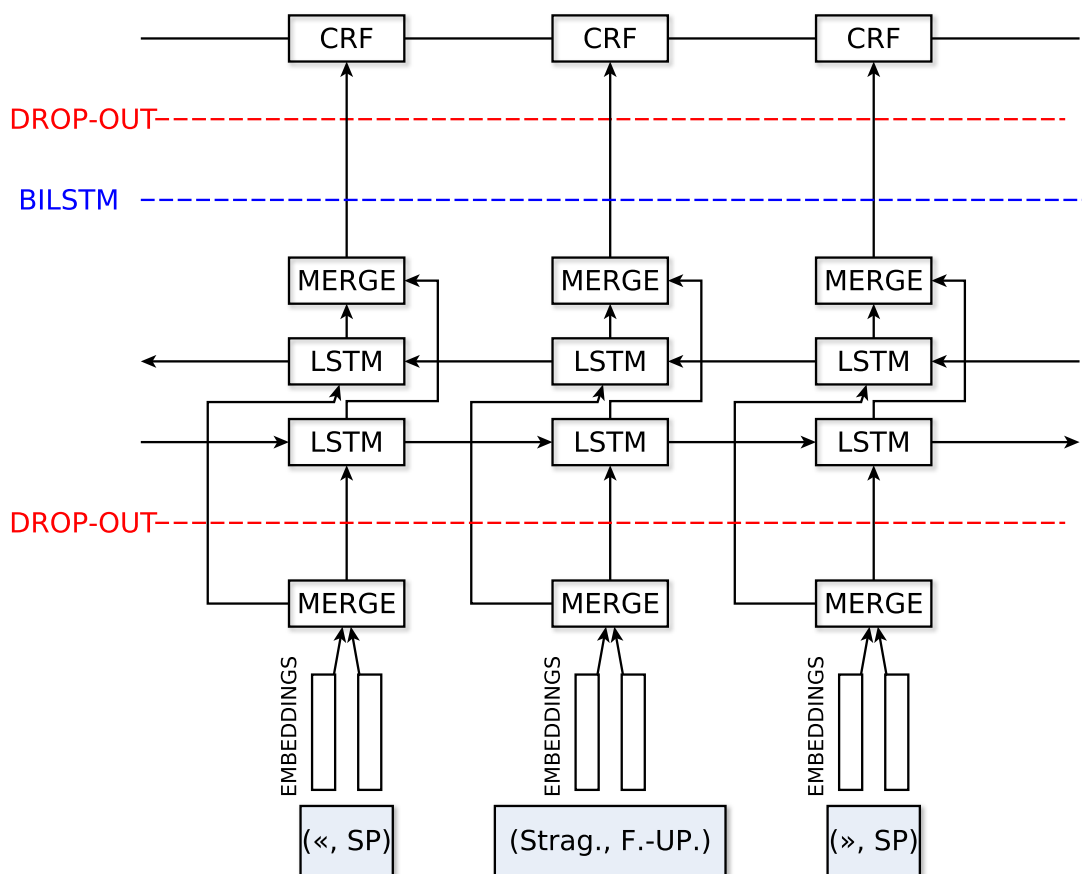 CRF CRF CRF
DROP-OUT
BILSTM
MERGE MERGE MERGE
LSTM LSTM LSTM
LSTM LSTM LSTM
DROP-OUT
MERGE MERGE MERGE
EMBEDDINGS EMBEDDINGS EMBEDDINGS
(«, SP) (Strag., F.-UP.) (», SP)